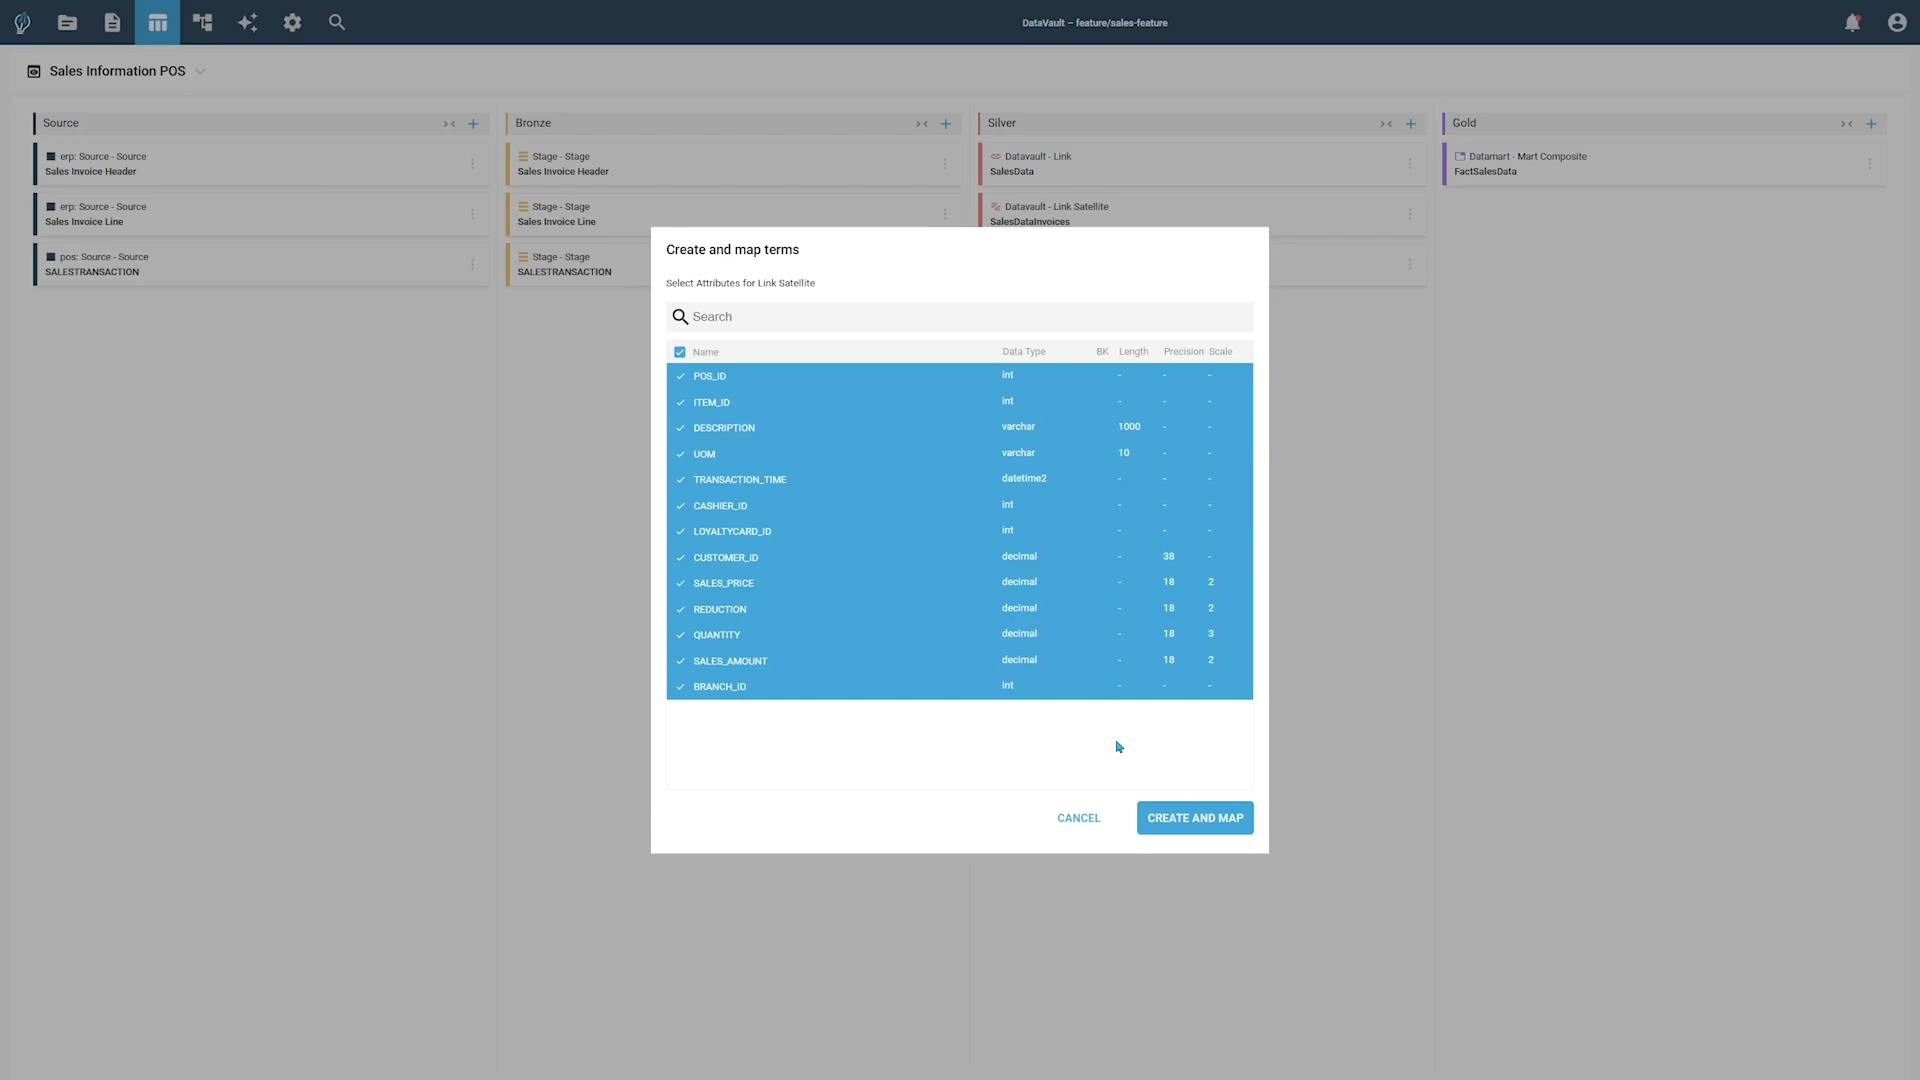 DataVault – feature/sales-feature
Sales Information POS
Source
erp: Source - Source
Sales Invoice Header
erp: Source - Source
Sales Invoice Line
pos: Source - Source
SALESTRANSACTION
Bronze
Stage - Stage
Sales Invoice Header
Stage - Stage
Sales Invoice Line
Stage - Stage
SALESTRANSACTION
Silver
Datavault - Link
SalesData
Datavault - Link Satellite
SalesDataInvoices
Gold
Datamart - Mart Composite
FactSalesData
Create and map terms
Select Attributes for Link Satellite
Search
Name Data Type BK Length Precision Scale
POS_ID int - - -
ITEM_ID int - - -
DESCRIPTION varchar 1000 - -
UOM varchar 10 - -
TRANSACTION_TIME datetime2 - - -
CASHIER_ID int - - -
LOYALTYCARD_ID int - - -
CUSTOMER_ID decimal - 38 -
SALES_PRICE decimal - 18 2
REDUCTION decimal - 18 2
QUANTITY decimal - 18 3
SALES_AMOUNT decimal - 18 2
BRANCH_ID int - - -
CANCEL
CREATE AND MAP